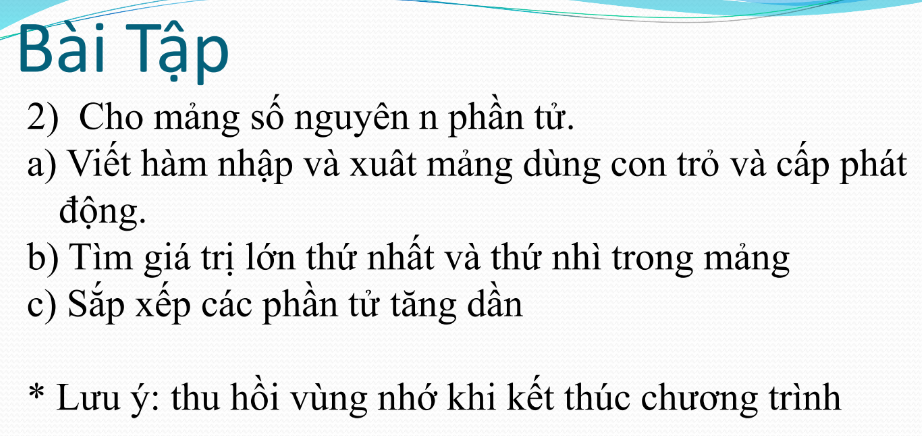 Bài Tập
2) Cho mảng số nguyên n phần tử.
a) Viết hàm nhập và xuât mảng dùng con trỏ và cấp phát
động.
b) Tìm giá trị lớn thứ nhất và thứ nhì trong mảng
c) Sắp xếp các phần tử tăng dần
* Lưu ý: thu hồi vùng nhớ khi kết thúc chương trình